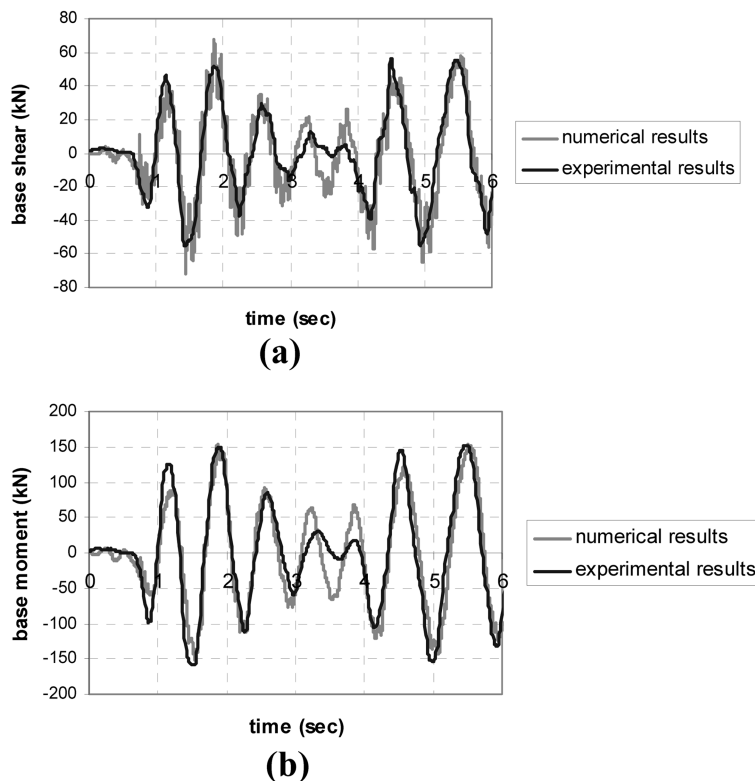 80
60
40
20
0
-20
-40
-60
-80
0 1 2 3 4 5 6
base shear (kN)
time (sec)
numerical results
experimental results
(a)
200
150
100
50
0
-50
-100
-150
-200
0 1 2 3 4 5 6
base moment (kN)
time (sec)
numerical results
experimental results
(b)